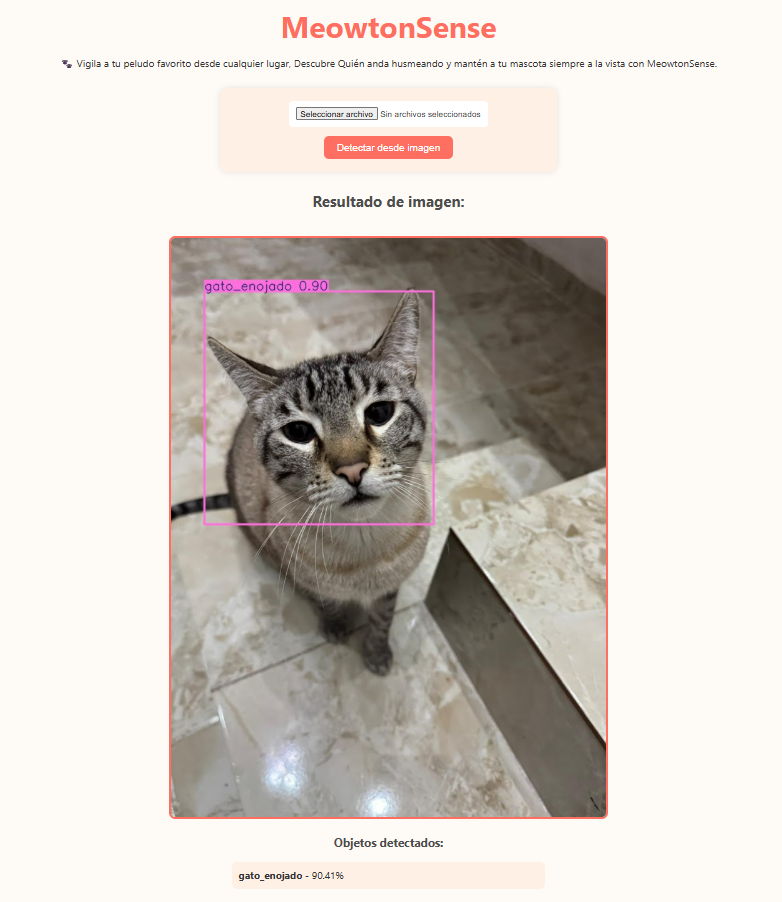 MeowtonSense
🐾 Vigila a tu peludo favorito desde cualquier lugar, Descubre Quién anda husmeando y mantén a tu mascota siempre a la vista con MeowtonSense.
Seleccionar archivo Sin archivos seleccionados
Detectar desde imagen
Resultado de imagen:
gato_enojado 0.90
Objetos detectados:
gato_enojado - 90.41%